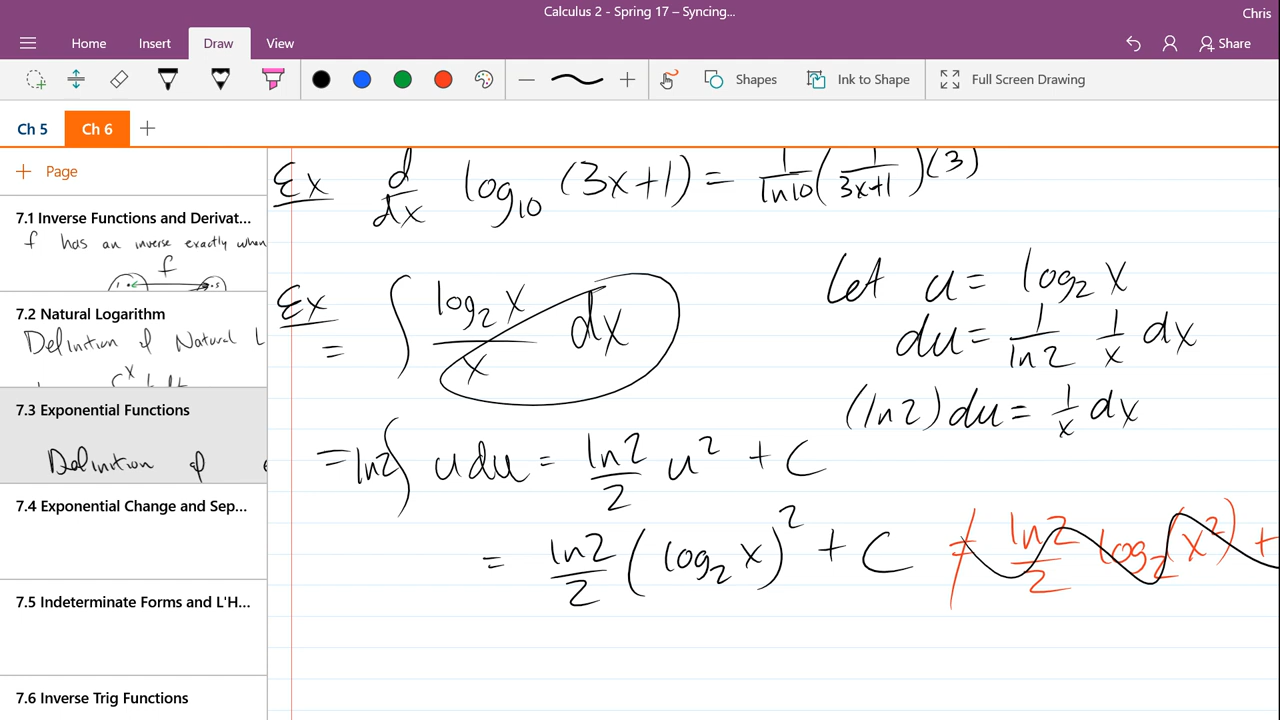 Calculus 2 - Spring 17 – Syncing...
Chris
Home Insert Draw View
Share
Shapes Ink to Shape Full Screen Drawing
Ch 5 Ch 6
Page
7.1 Inverse Functions and Derivat...
f has an inverse exactly when
f
7.2 Natural Logarithm
Definition of Natural L
7.3 Exponential Functions
Definition of
7.4 Exponential Change and Sep...
7.5 Indeterminate Forms and L'H...
7.6 Inverse Trig Functions
Ex d/dx log₁₀ (3x+1) = 1/ln10 (1/3x+1)(3)
Ex ∫ log₂x/x dx
=
Let u = log₂x
du = 1/ln2 1/x dx
(ln2) du = 1/x dx
= ln2 ∫ u du = ln2/2 u² + C
= ln2/2 (log₂x)² + C ≠ ln2/2 log₂(x²) +